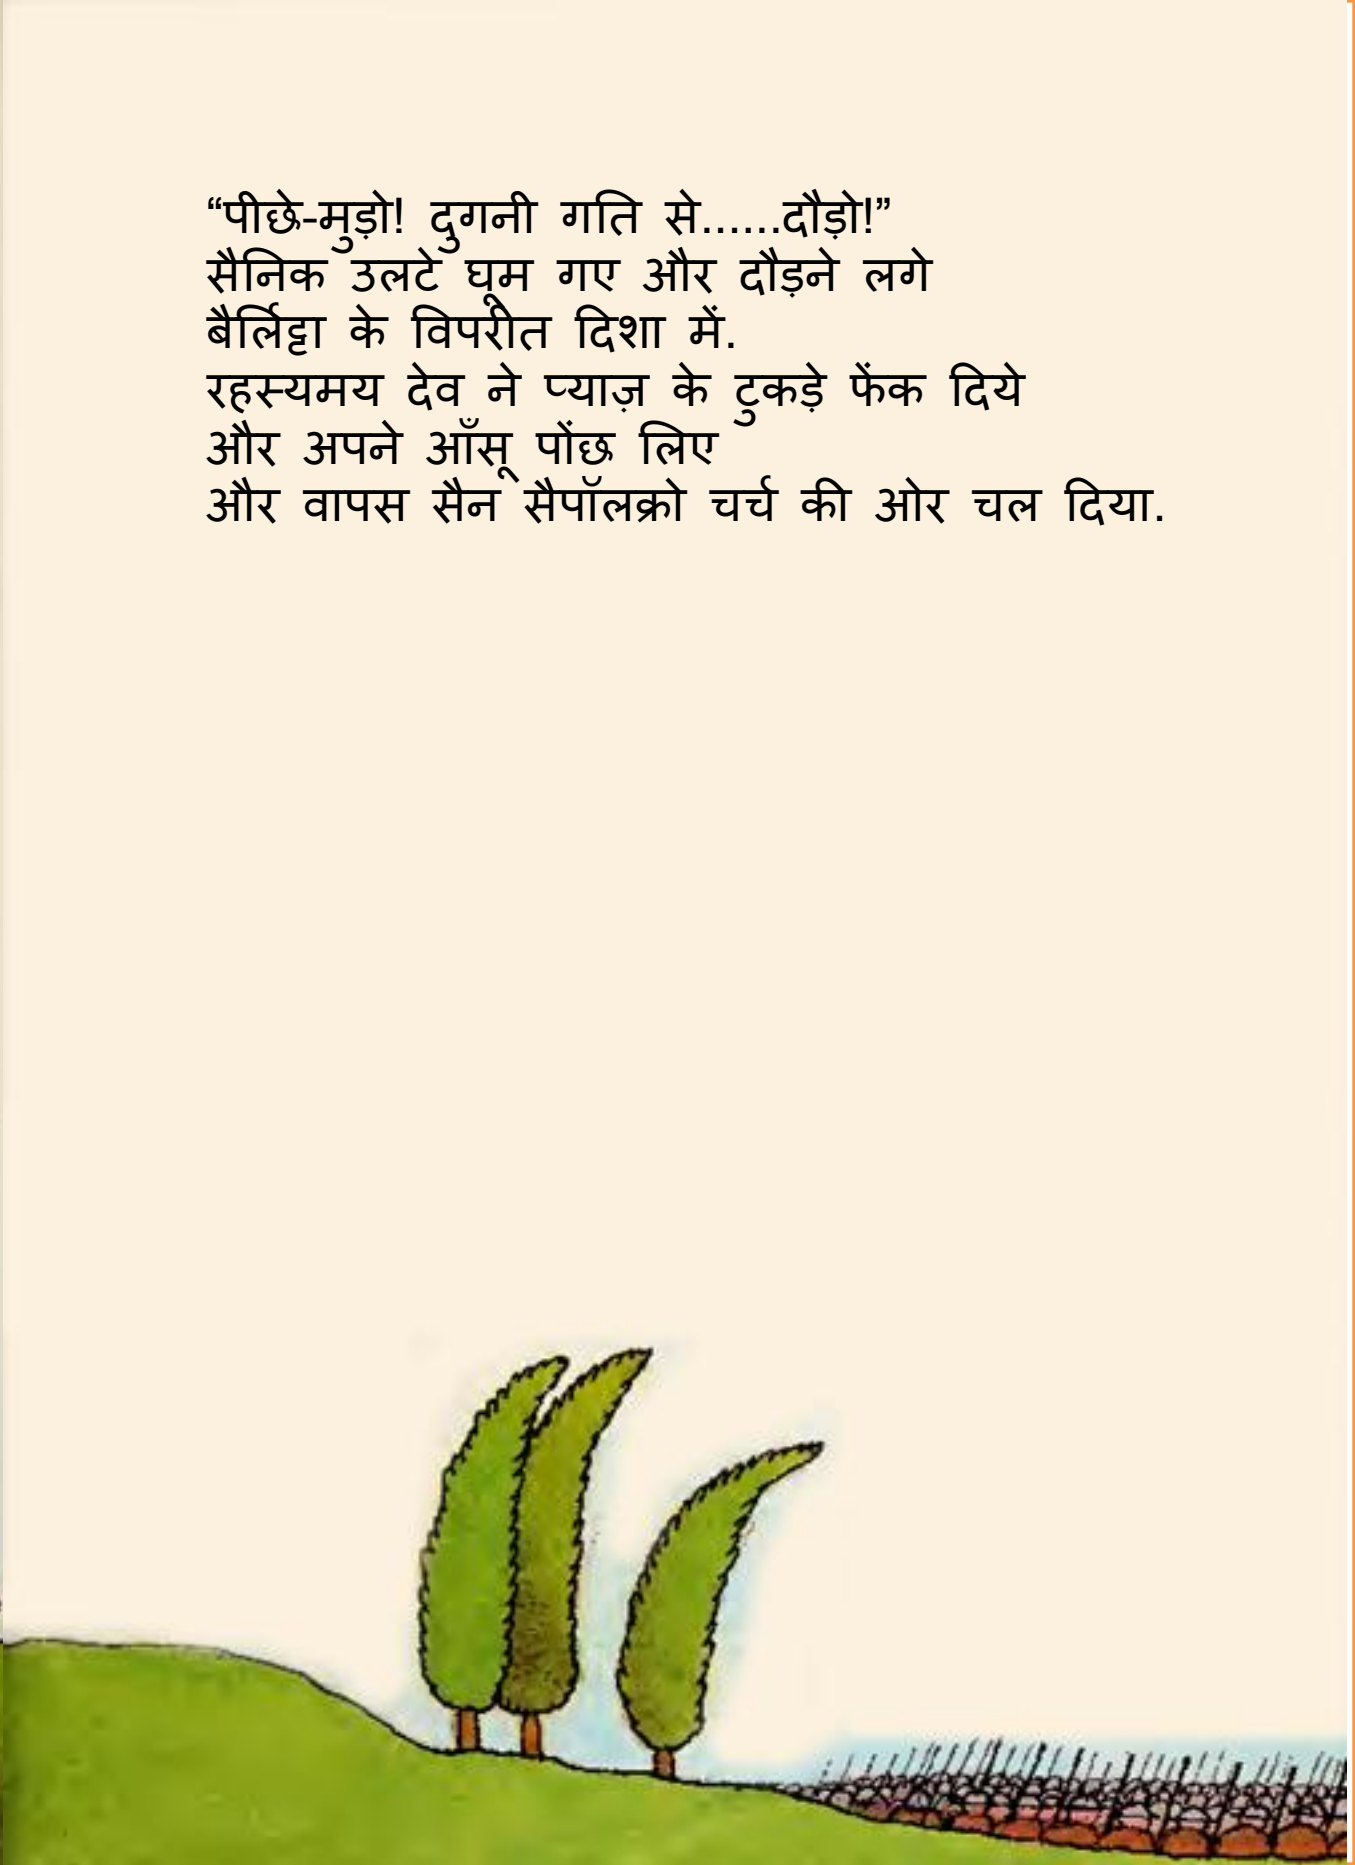 “पीछे-मुड़ो! दुगनी गति से......दौड़ो!”
सैनिक उलटे घूम गए और दौड़ने लगे
बैर्लिट्टा के विपरीत दिशा में.
रहस्यमय देव ने प्याज़ के टुकड़े फेंक दिये
और अपने आँसू पोंछ लिए
और वापस सैन सैपॉलक्रो चर्च की ओर चल दिया.